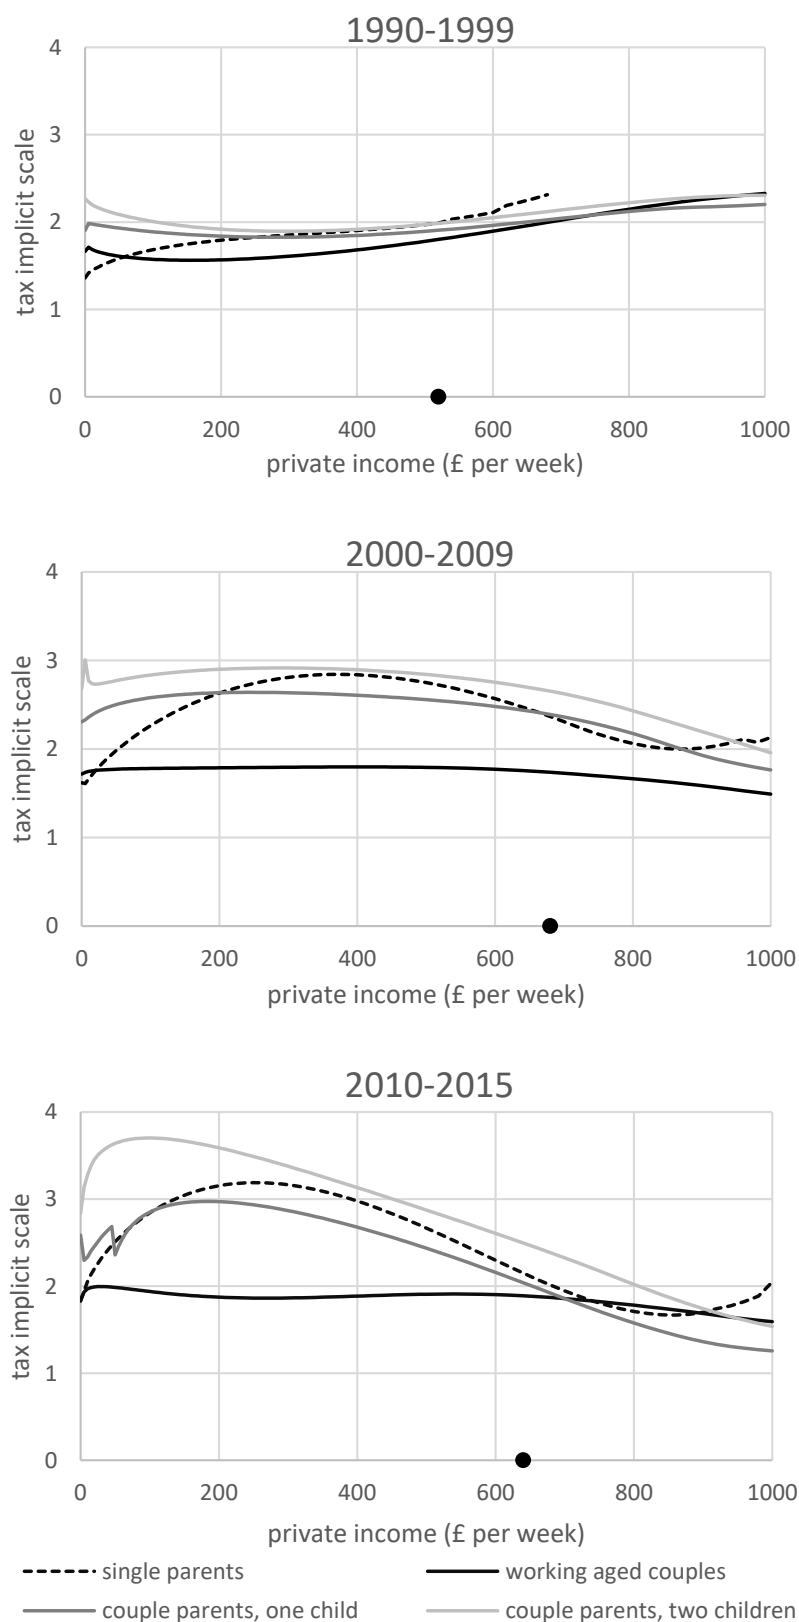 1990-1999
4
3
2
1
0
tax implicit scale
0 200 400 600 800 1000
private income (£ per week)
2000-2009
4
3
2
1
0
tax implicit scale
0 200 400 600 800 1000
private income (£ per week)
2010-2015
4
3
2
1
0
tax implicit scale
0 200 400 600 800 1000
private income (£ per week)
single parents working aged couples
couple parents, one child couple parents, two children